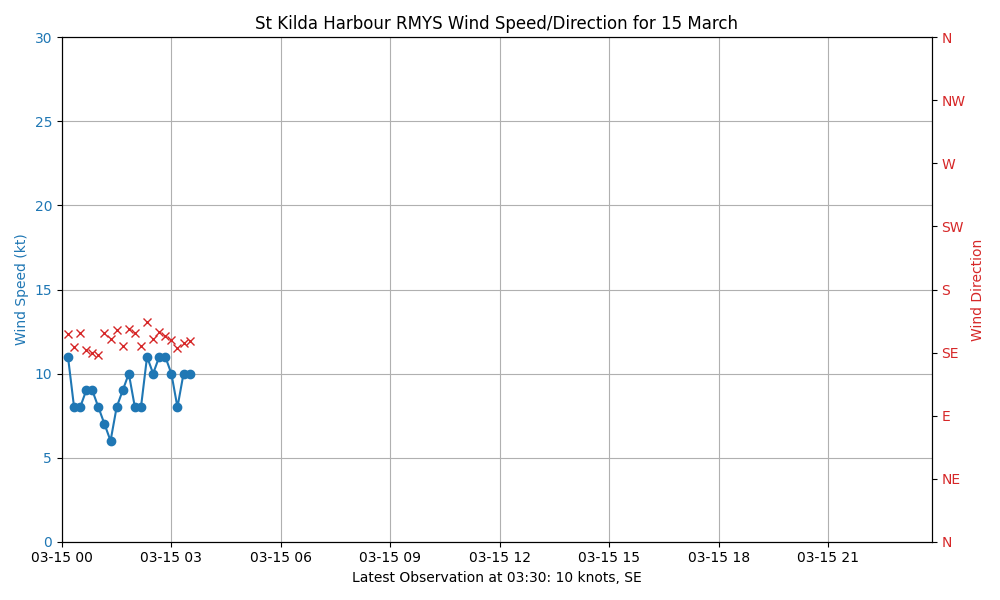 St Kilda Harbour RMYS Wind Speed/Direction for 15 March
30
25
20
15
10
5
0
Wind Speed (kt)
N
NW
W
SW
S
SE
E
NE
N
Wind Direction
03-15 00
03-15 03
03-15 06
03-15 09
03-15 12
03-15 15
03-15 18
03-15 21
Latest Observation at 03:30: 10 knots, SE